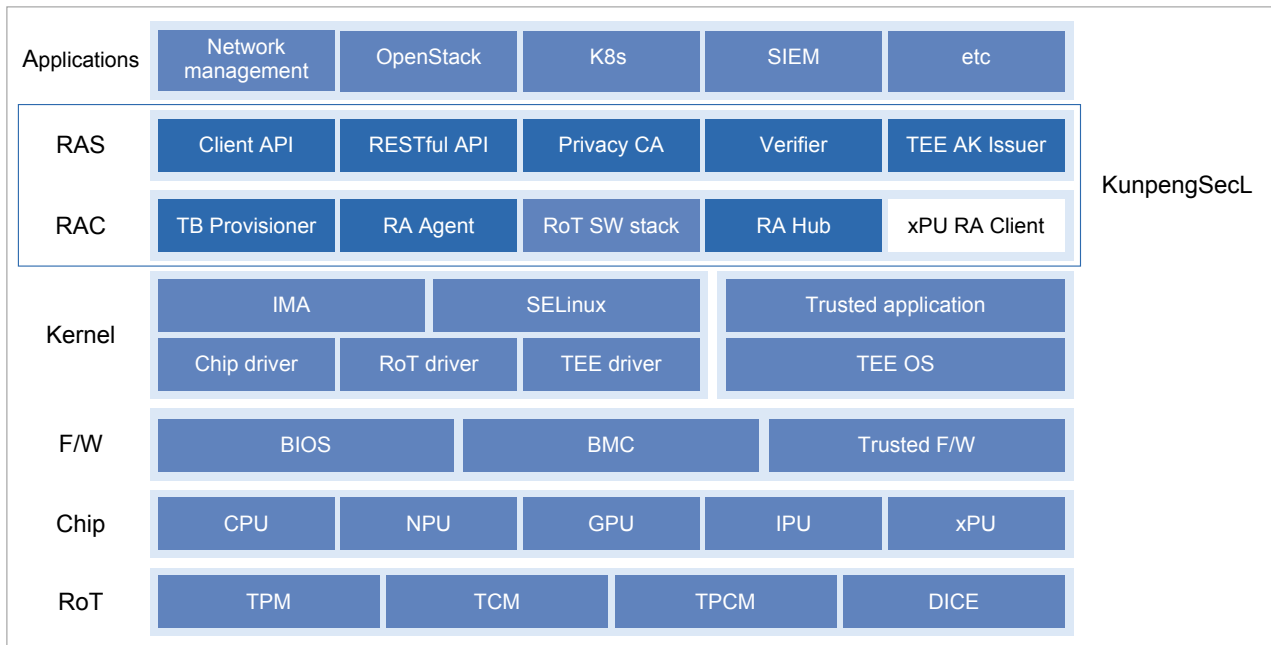 Applications
Network
management
OpenStack
K8s
SIEM
etc
RAS
Client API
RESTful API
Privacy CA
Verifier
TEE AK Issuer
KunpengSecL
RAC
TB Provisioner
RA Agent
RoT SW stack
RA Hub
xPU RA Client
Kernel
IMA
SELinux
Trusted application
Chip driver
RoT driver
TEE driver
TEE OS
F/W
BIOS
BMC
Trusted F/W
Chip
CPU
NPU
GPU
IPU
xPU
RoT
TPM
TCM
TPCM
DICE